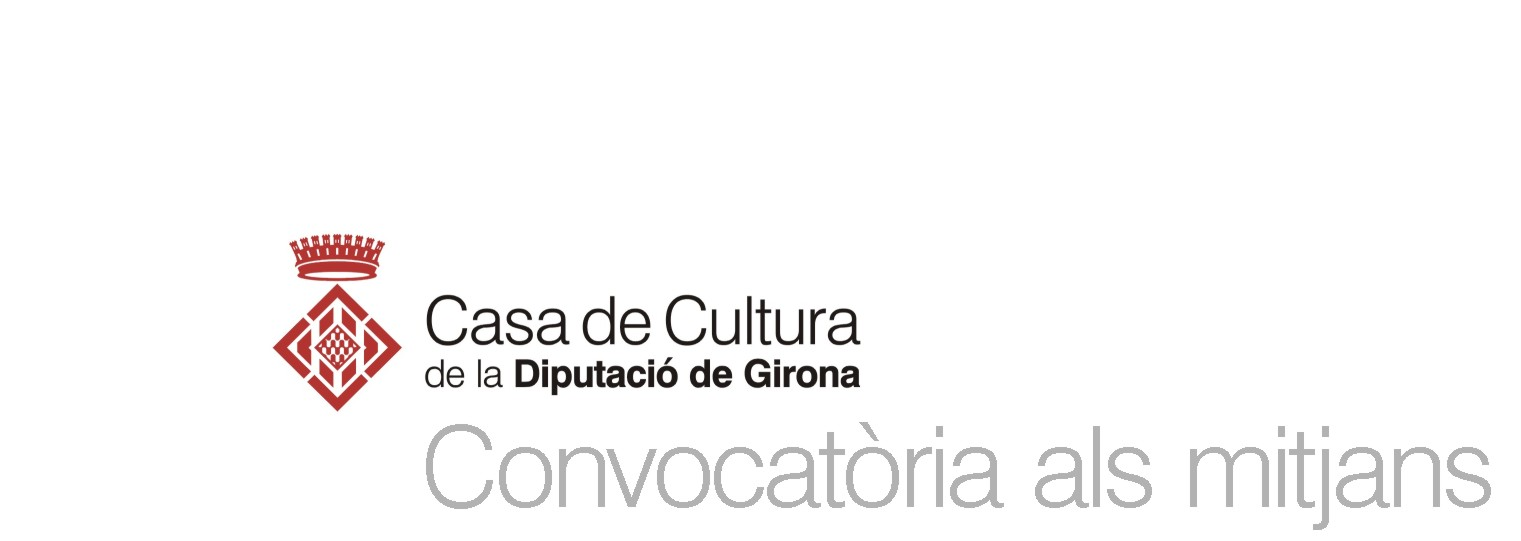 Casa de Cultura
de la Diputació de Girona
Convocatòria als mitjans